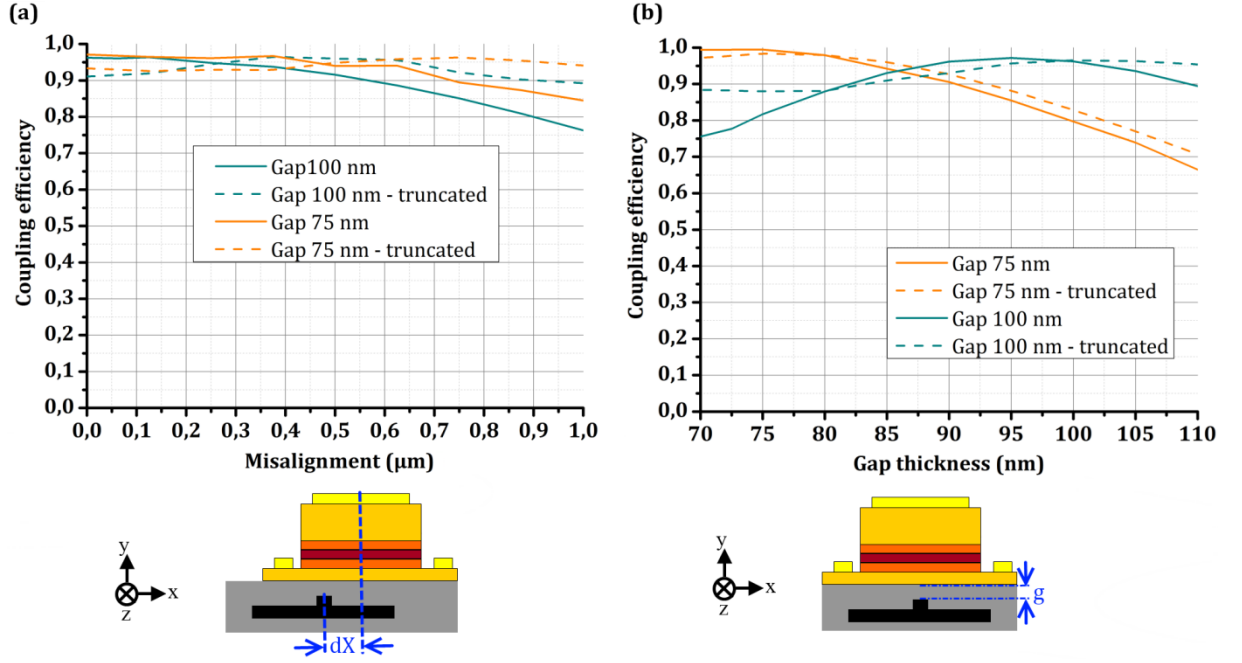 (a)
Coupling efficiency
1,0
0,9
0,8
0,7
0,6
0,5
0,4
0,3
0,2
0,1
0,0
Gap100 nm
Gap 100 nm - truncated
Gap 75 nm
Gap 75 nm - truncated
0,0 0,1 0,2 0,3 0,4 0,5 0,6 0,7 0,8 0,9 1,0
Misalignment (μm)
y
x
z
dX
(b)
Coupling efficiency
1,0
0,9
0,8
0,7
0,6
0,5
0,4
0,3
0,2
0,1
0,0
Gap 75 nm
Gap 75 nm - truncated
Gap 100 nm
Gap 100 nm - truncated
70 75 80 85 90 95 100 105 110
Gap thickness (nm)
y
x
z
g